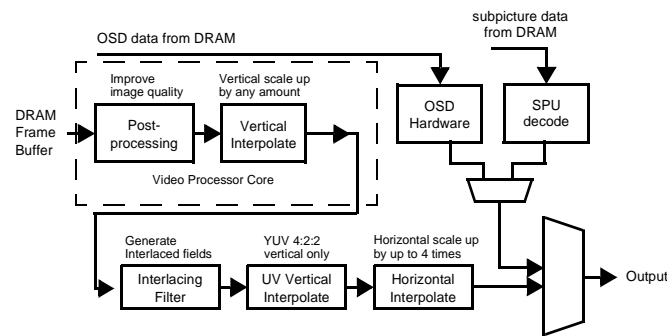 subpicture data
from DRAM
OSD data from DRAM
Improve
image quality
Vertical scale up
by any amount
DRAM
Frame
Buffer
Post-
processing
Vertical
Interpolate
OSD
Hardware
SPU
decode
Video Processor Core
Generate
Interlaced fields
YUV 4:2:2
vertical only
Horizontal scale up
by up to 4 times
Interlacing
Filter
UV Vertical
Interpolate
Horizontal
Interpolate
Output